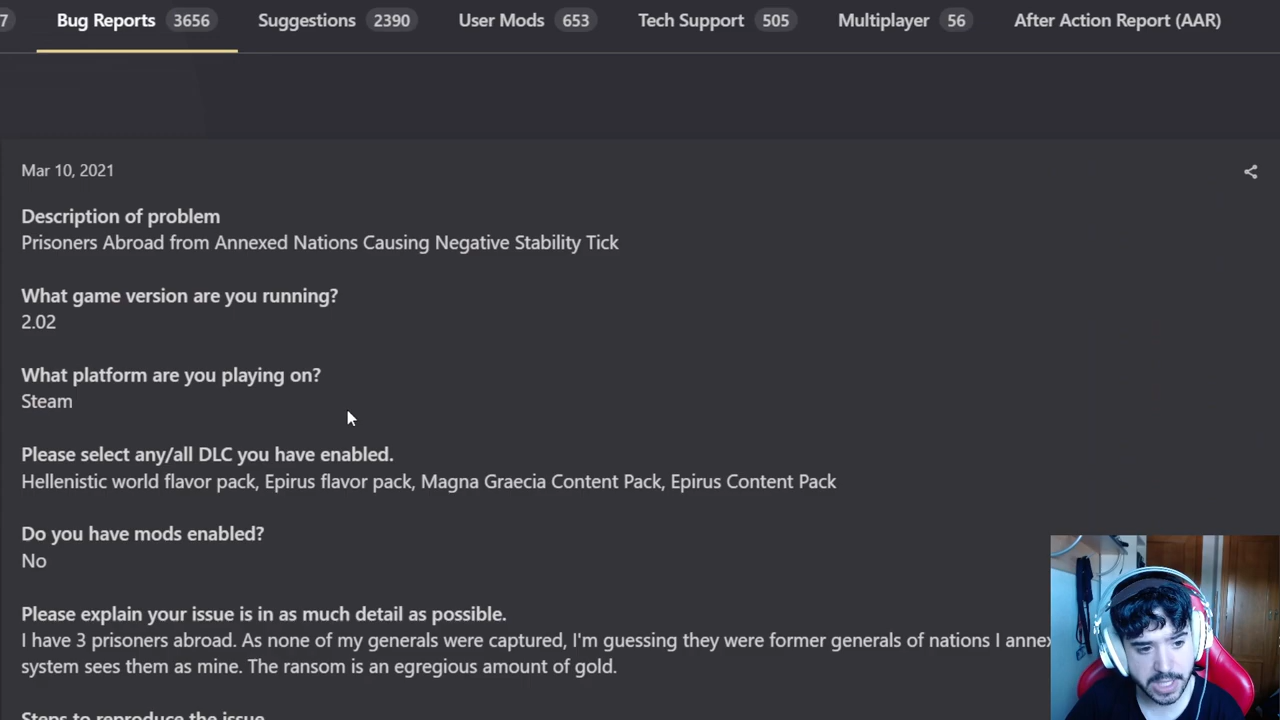 7 Bug Reports 3656 Suggestions 2390 User Mods 653 Tech Support 505 Multiplayer 56 After Action Report (AAR)
Mar 10, 2021
Description of problem
Prisoners Abroad from Annexed Nations Causing Negative Stability Tick
What game version are you running?
2.02
What platform are you playing on?
Steam
Please select any/all DLC you have enabled.
Hellenistic world flavor pack, Epirus flavor pack, Magna Graecia Content Pack, Epirus Content Pack
Do you have mods enabled?
No
Please explain your issue is in as much detail as possible.
I have 3 prisoners abroad. As none of my generals were captured, I'm guessing they were former generals of nations I annex
system sees them as mine. The ransom is an egregious amount of gold.
Steps to reproduce the issue